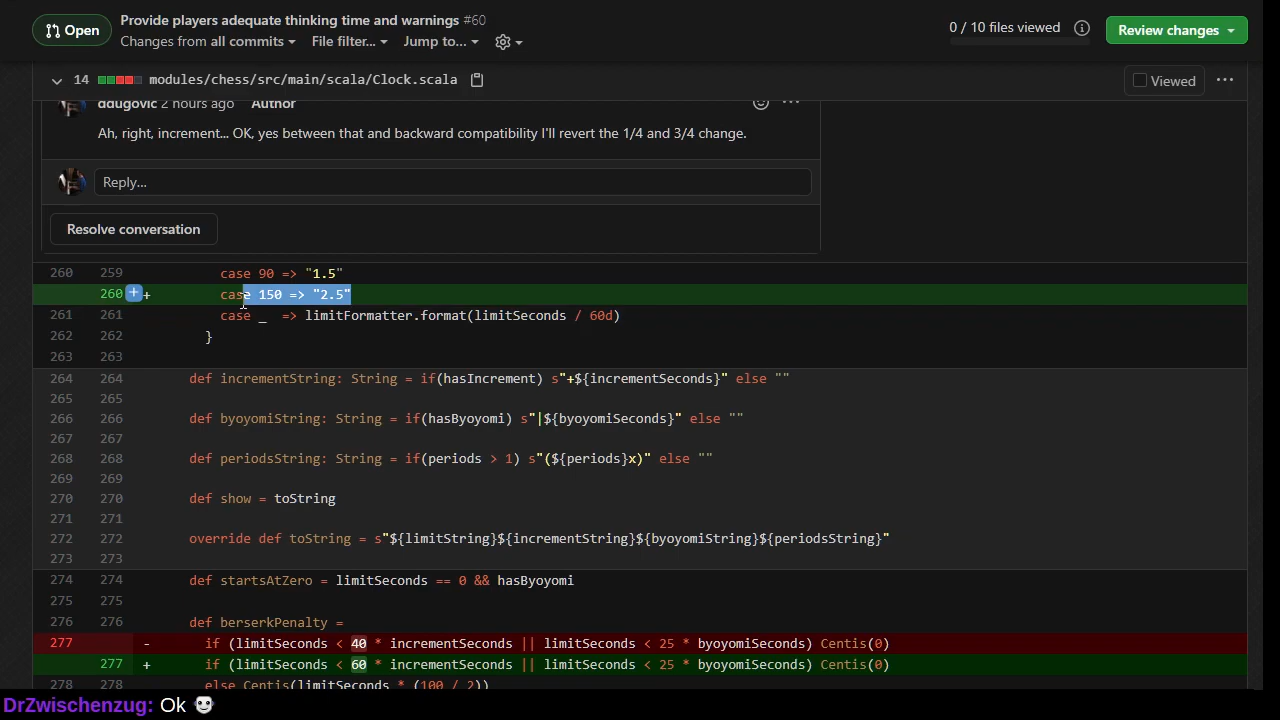 Open
Provide players adequate thinking time and warnings #60
Changes from all commits
File filter...
Jump to...
0 / 10 files viewed
Review changes
14 modules/chess/src/main/scala/Clock.scala
Viewed
ddugovic 2 hours ago Author
Ah, right, increment... OK, yes between that and backward compatibility I'll revert the 1/4 and 3/4 change.
Reply...
Resolve conversation
260 259 case 90 => "1.5"
260 + case 150 => "2.5"
261 261 case _ => limitFormatter.format(limitSeconds / 60d)
262 262 }
263 263
264 264 def incrementString: String = if(hasIncrement) s"+${incrementSeconds}" else ""
265 265
266 266 def byoyomiString: String = if(hasByoyomi) s"|${byoyomiSeconds}" else ""
267 267
268 268 def periodsString: String = if(periods > 1) s"(${periods}x)" else ""
269 269
270 270 def show = toString
271 271
272 272 override def toString = s"${limitString}${incrementString}${byoyomiString}${periodsString}"
273 273
274 274 def startsAtZero = limitSeconds == 0 && hasByoyomi
275 275
276 276 def berserkPenalty =
277 - if (limitSeconds < 40 * incrementSeconds || limitSeconds < 25 * byoyomiSeconds) Centis(0)
277 + if (limitSeconds < 60 * incrementSeconds || limitSeconds < 25 * byoyomiSeconds) Centis(0)
278 278 else Centis(limitSeconds * (100 / 2))
DrZwischenzug: Ok